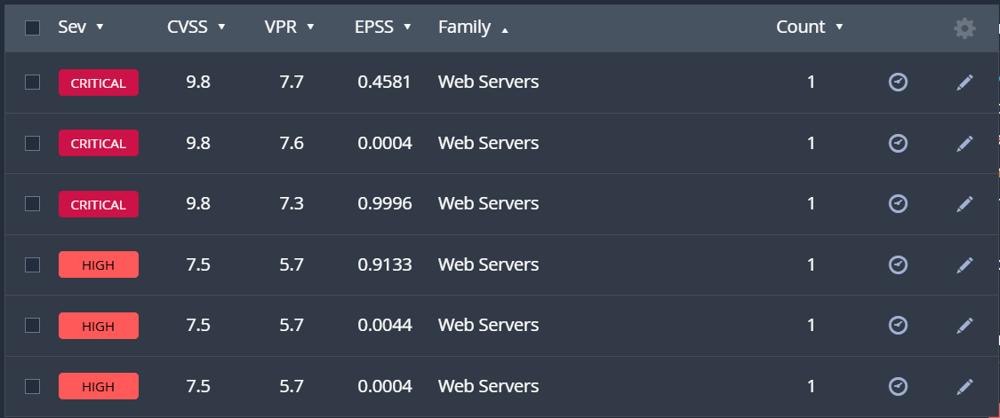 Sev CVSS VPR EPSS Family Count
CRITICAL 9.8 7.7 0.4581 Web Servers 1
CRITICAL 9.8 7.6 0.0004 Web Servers 1
CRITICAL 9.8 7.3 0.9996 Web Servers 1
HIGH 7.5 5.7 0.9133 Web Servers 1
HIGH 7.5 5.7 0.0044 Web Servers 1
HIGH 7.5 5.7 0.0004 Web Servers 1